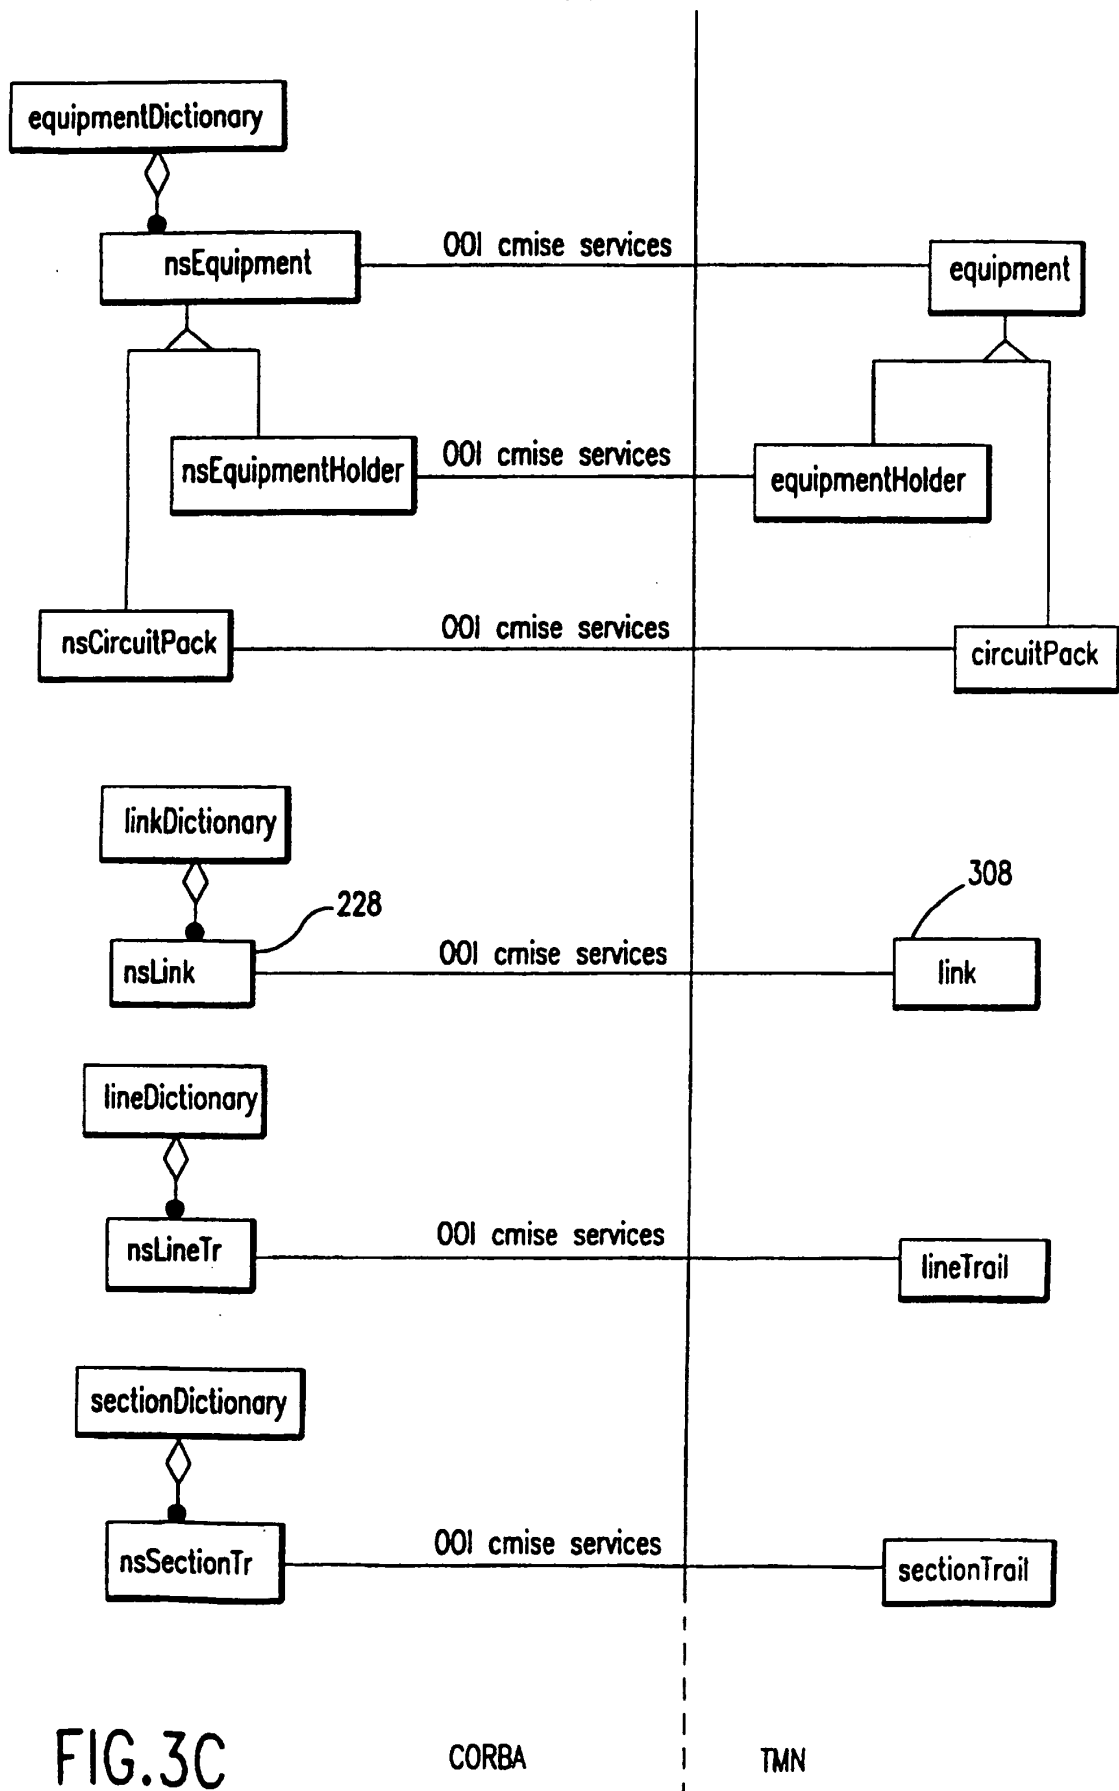 equipmentDictionary
nsEquipment
OOI cmise services
equipment
nsEquipmentHolder
OOI cmise services
equipmentHolder
nsCircuitPack
OOI cmise services
circuitPack
linkDictionary
228
308
nsLink
OOI cmise services
link
lineDictionary
nsLineTr
OOI cmise services
lineTrail
sectionDictionary
nsSectionTr
OOI cmise services
sectionTrail
FIG.3C
CORBA
TMN